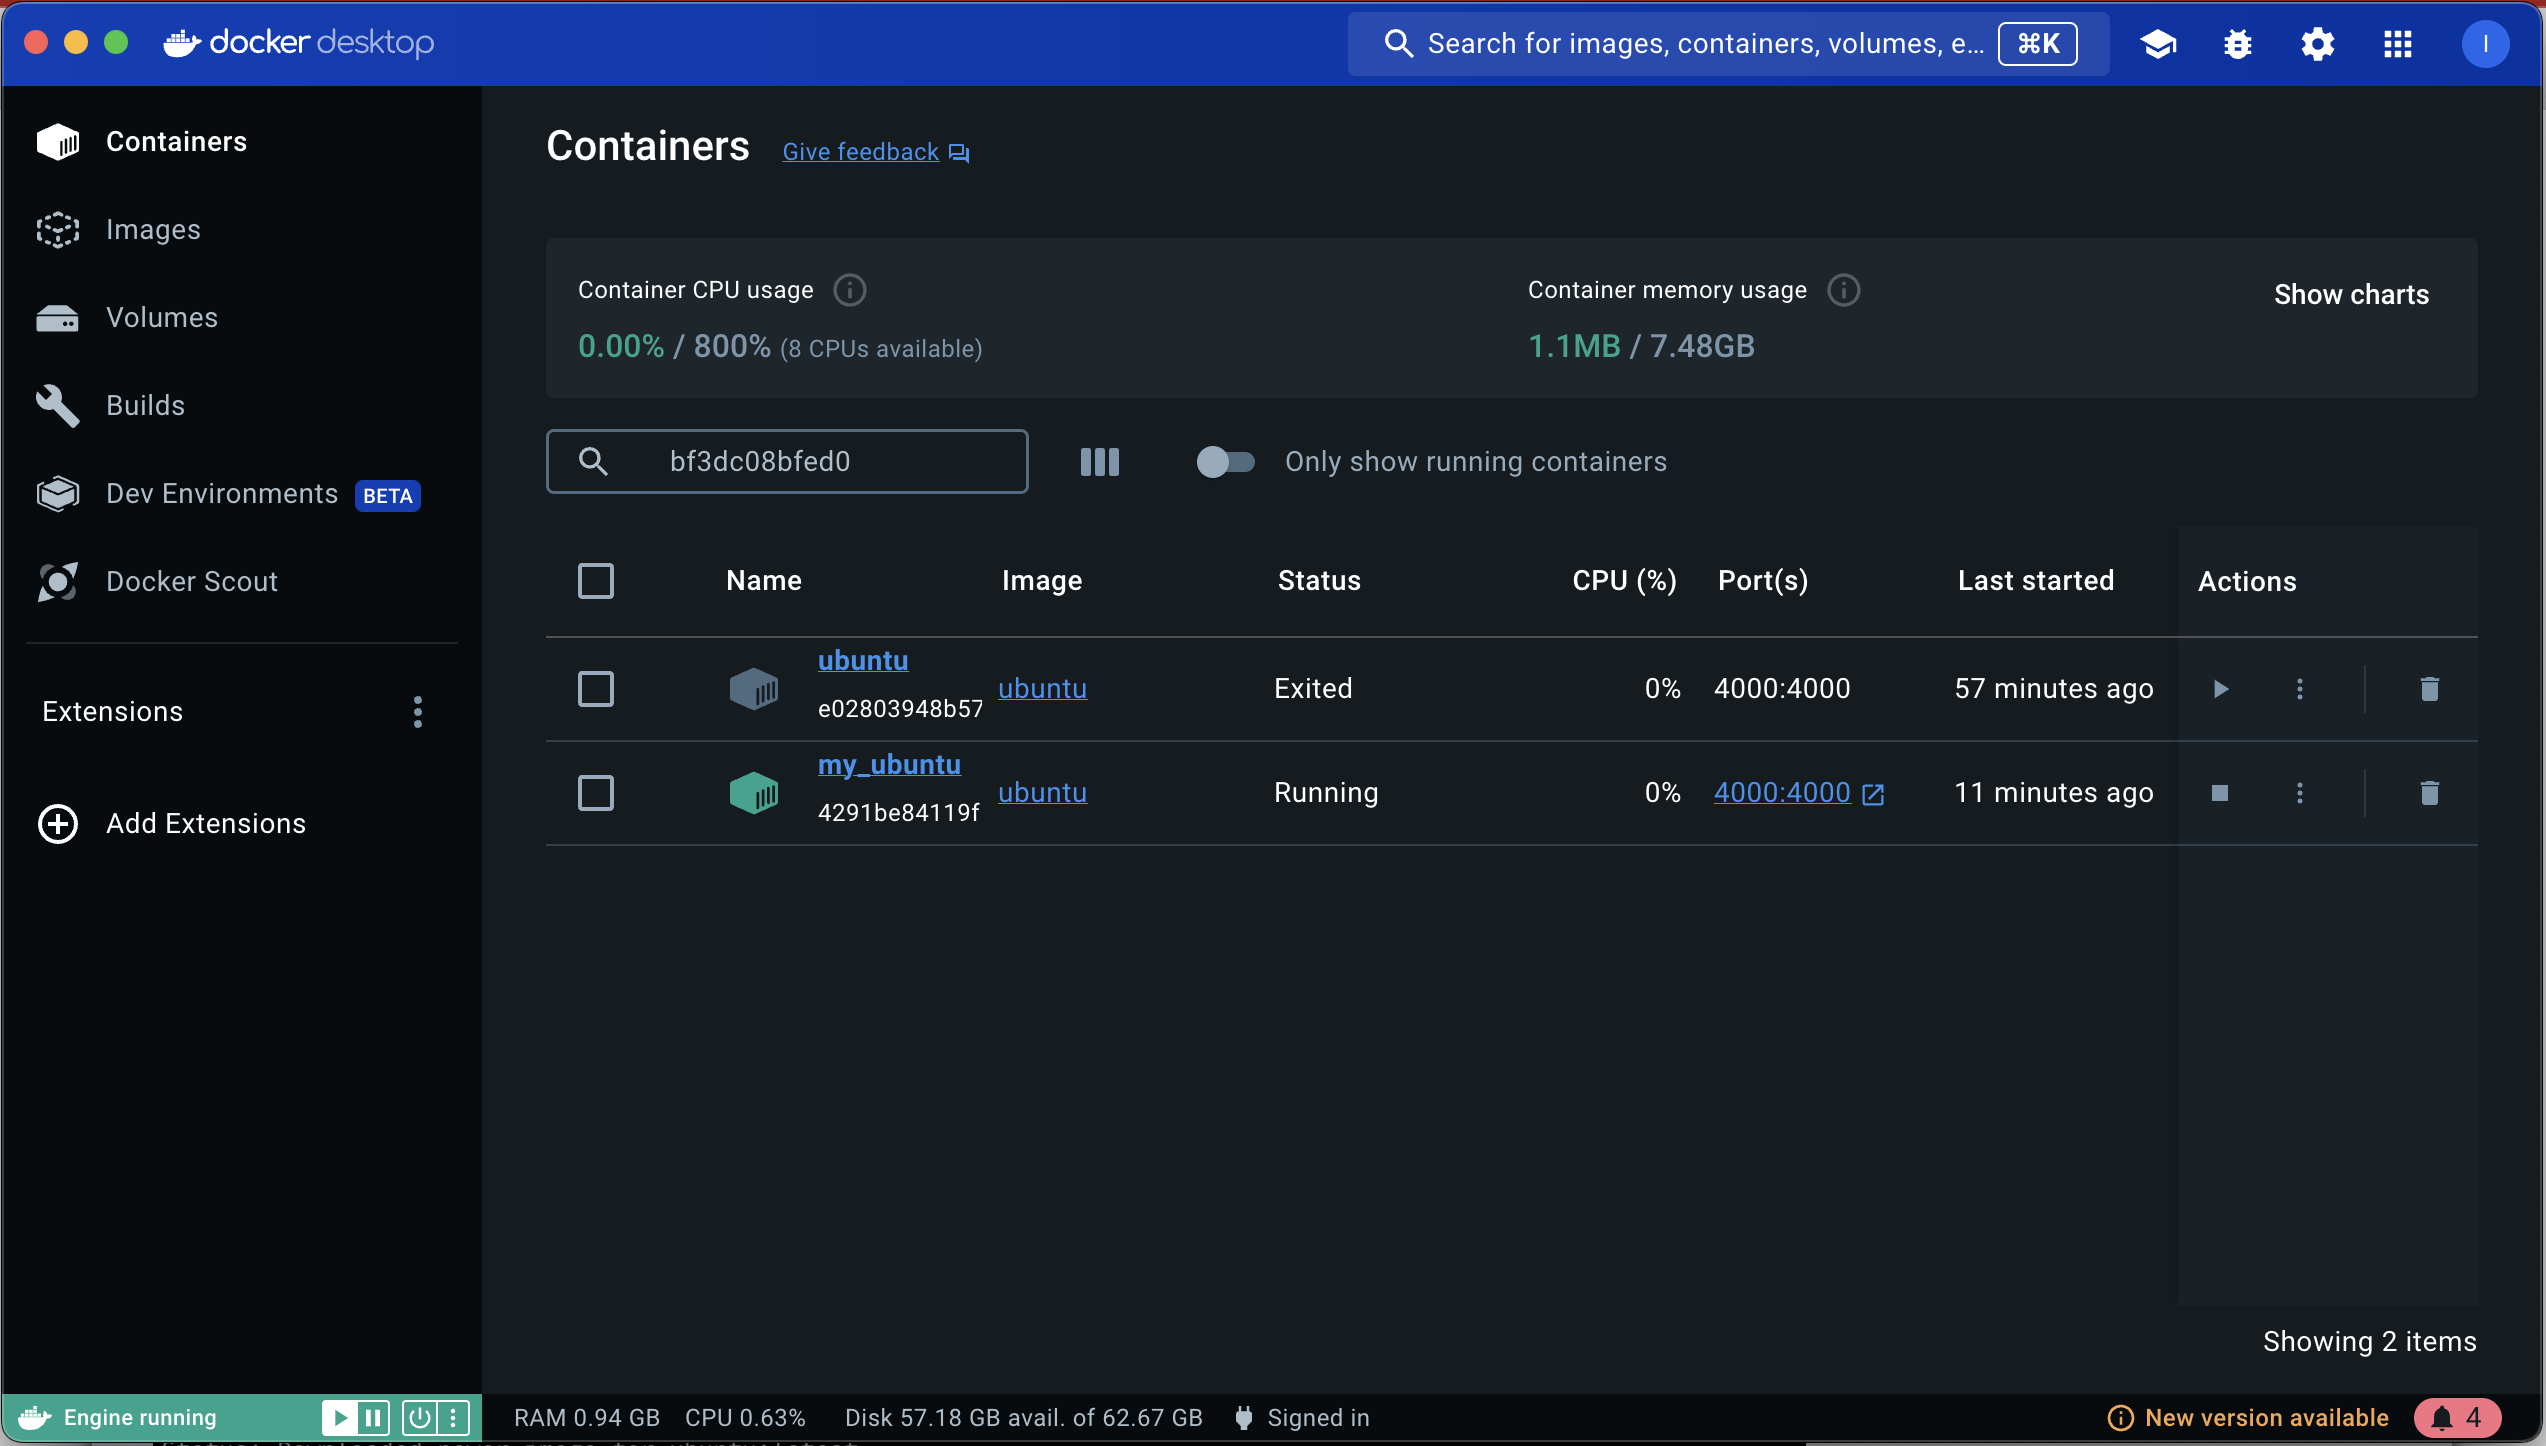 docker desktop
Search for images, containers, volumes, e... ⌘K
I
Containers
Images
Volumes
Builds
Dev Environments BETA
Docker Scout
Extensions
Add Extensions
Containers Give feedback
Container CPU usage
0.00% / 800% (8 CPUs available)
Container memory usage
1.1MB / 7.48GB
Show charts
bf3dc08bfed0
Only show running containers
Name Image Status CPU (%) Port(s) Last started Actions
ubuntu
e02803948b57
ubuntu Exited 0% 4000:4000 57 minutes ago
my_ubuntu
4291be84119f
ubuntu Running 0% 4000:4000 11 minutes ago
Showing 2 items
Engine running
RAM 0.94 GB CPU 0.63% Disk 57.18 GB avail. of 62.67 GB Signed in
New version available 4